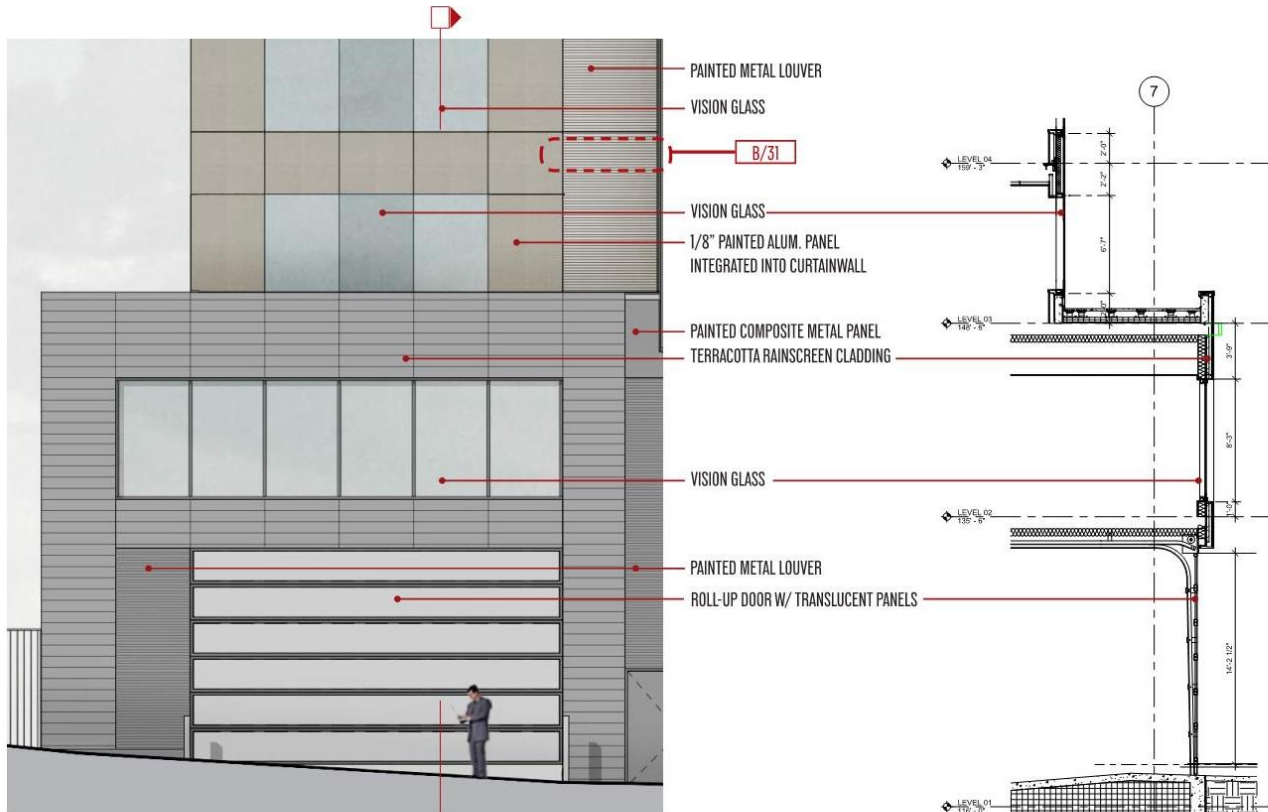 PAINTED METAL LOUVER
VISION GLASS
B/31
VISION GLASS
1/8" PAINTED ALUM. PANEL
INTEGRATED INTO CURTAINWALL
PAINTED COMPOSITE METAL PANEL
TERRACOTTA RAINSCREEN CLADDING
VISION GLASS
PAINTED METAL LOUVER
ROLL-UP DOOR W/ TRANSLUCENT PANELS
7
LEVEL 04
159' - 3"
2'-0"
2'-2"
6'-7"
LEVEL 03
148' - 6"
3'-9"
8'-3"
LEVEL 02
135' - 6"
1'-0"
14'-2 1/2"
LEVEL 01